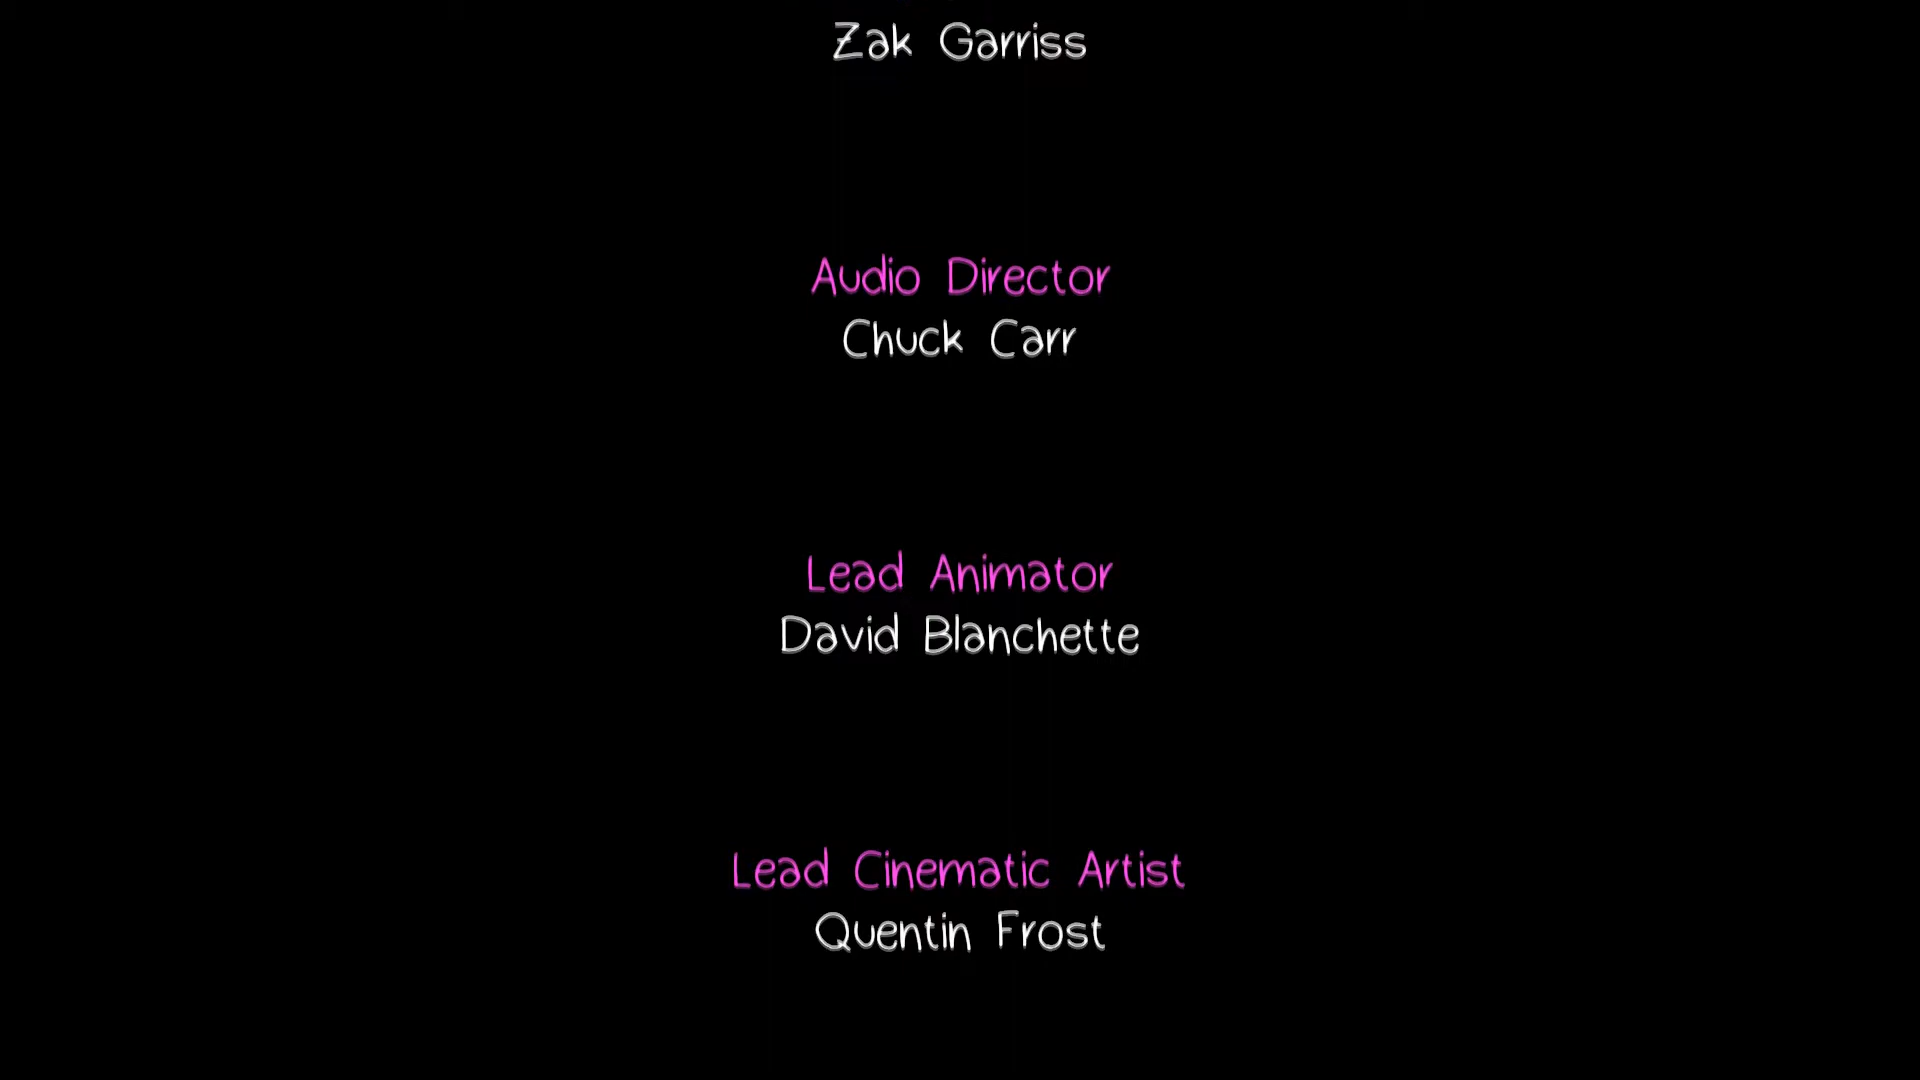 Zak Garriss
Audio Director
Chuck Carr
Lead Animator
David Blanchette
Lead Cinematic Artist
Quentin Frost